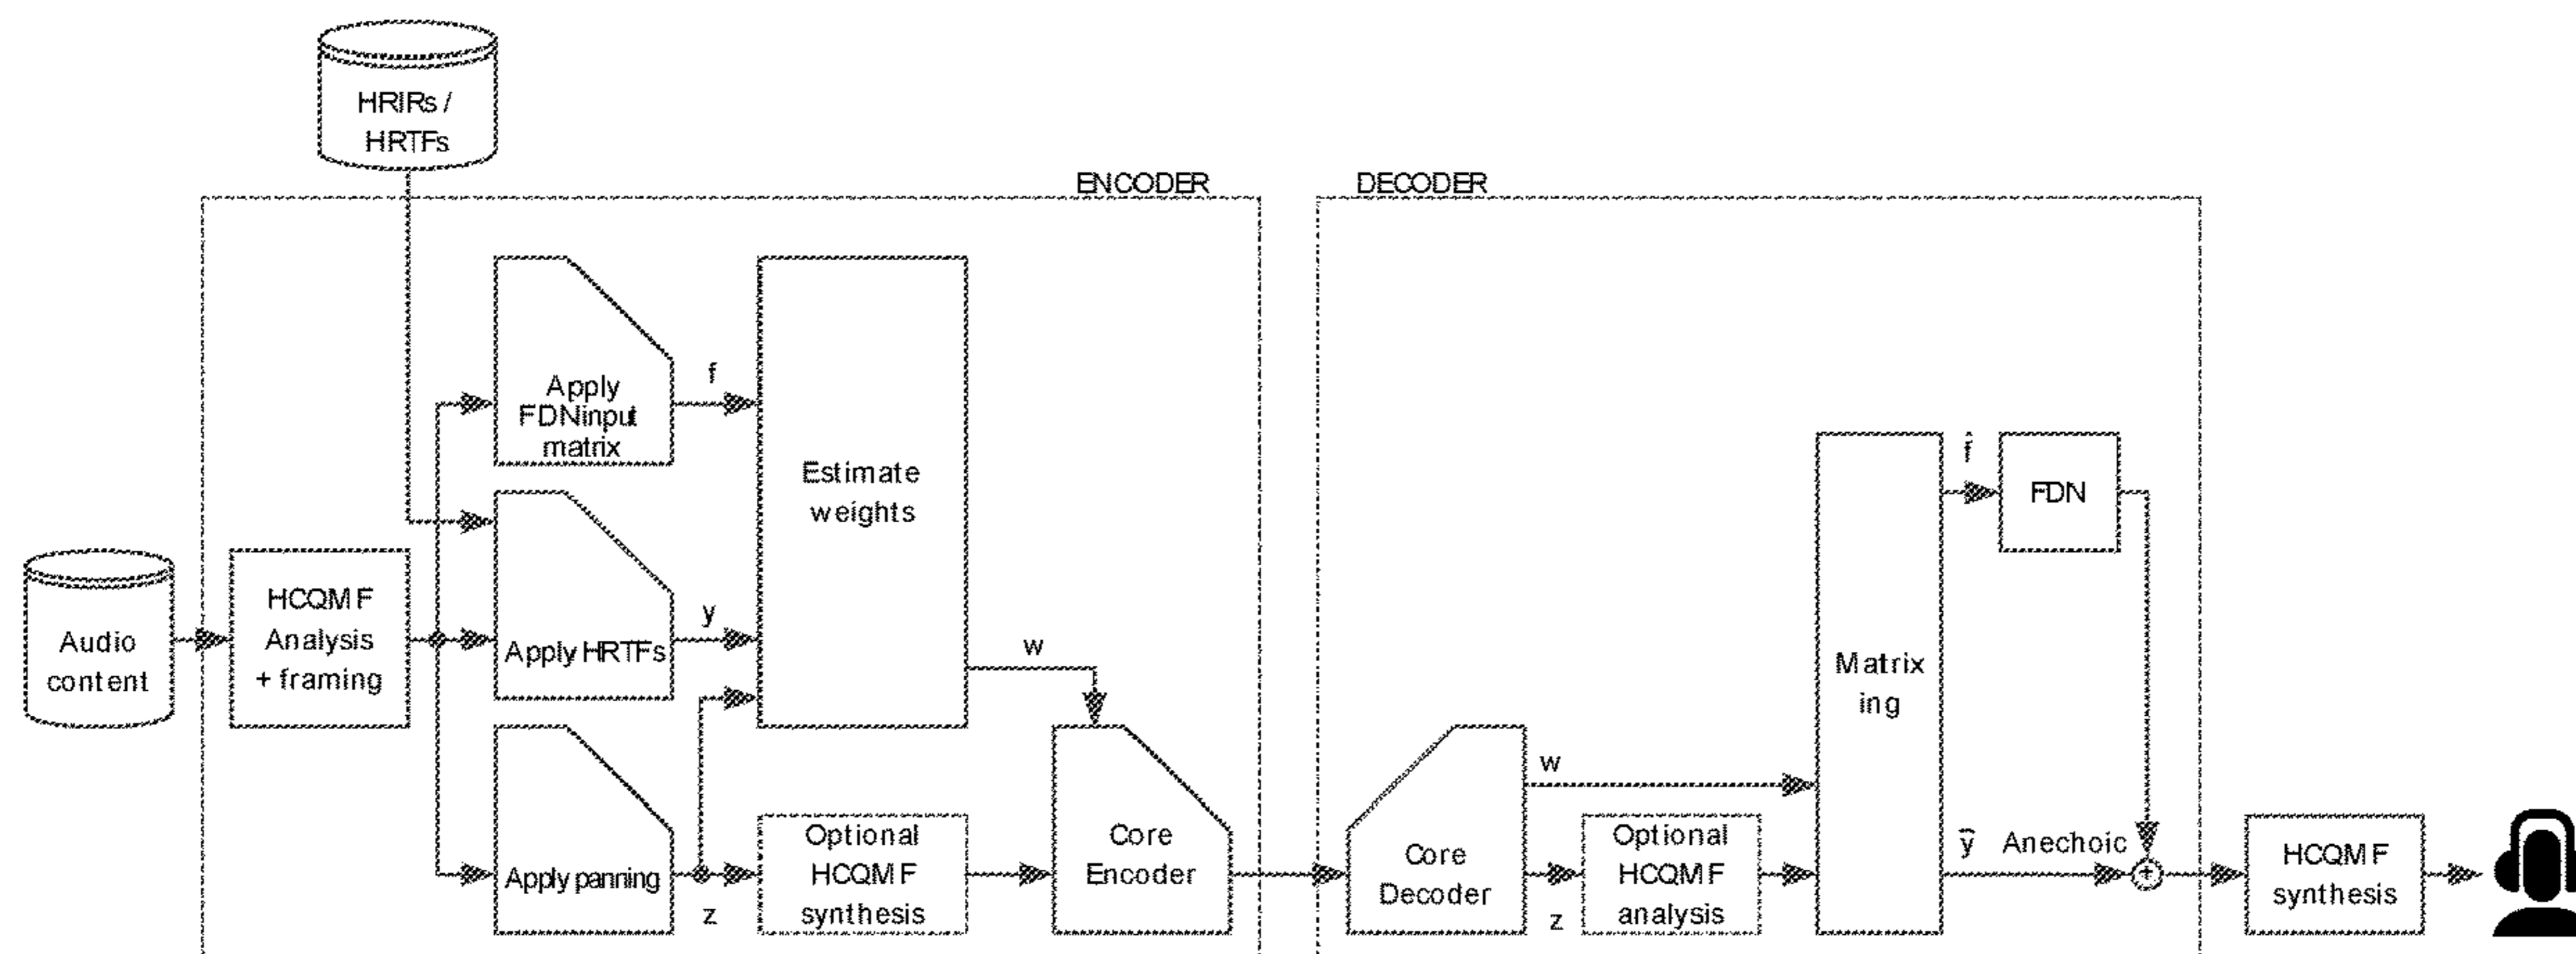 HRIRs /
HRTFs
ENCODER
DECODER
Apply
FDNinput
matrix
f
Estimate
weights
f̂
FDN
Audio
content
HCQMF
Analysis
+ framing
Apply HRTFs
y
w
Matrix
ing
Apply panning
z
Optional
HCQMF
synthesis
Core
Encoder
Core
Decoder
w
z
Optional
HCQMF
analysis
ȳ Anechoic
+
HCQMF
synthesis